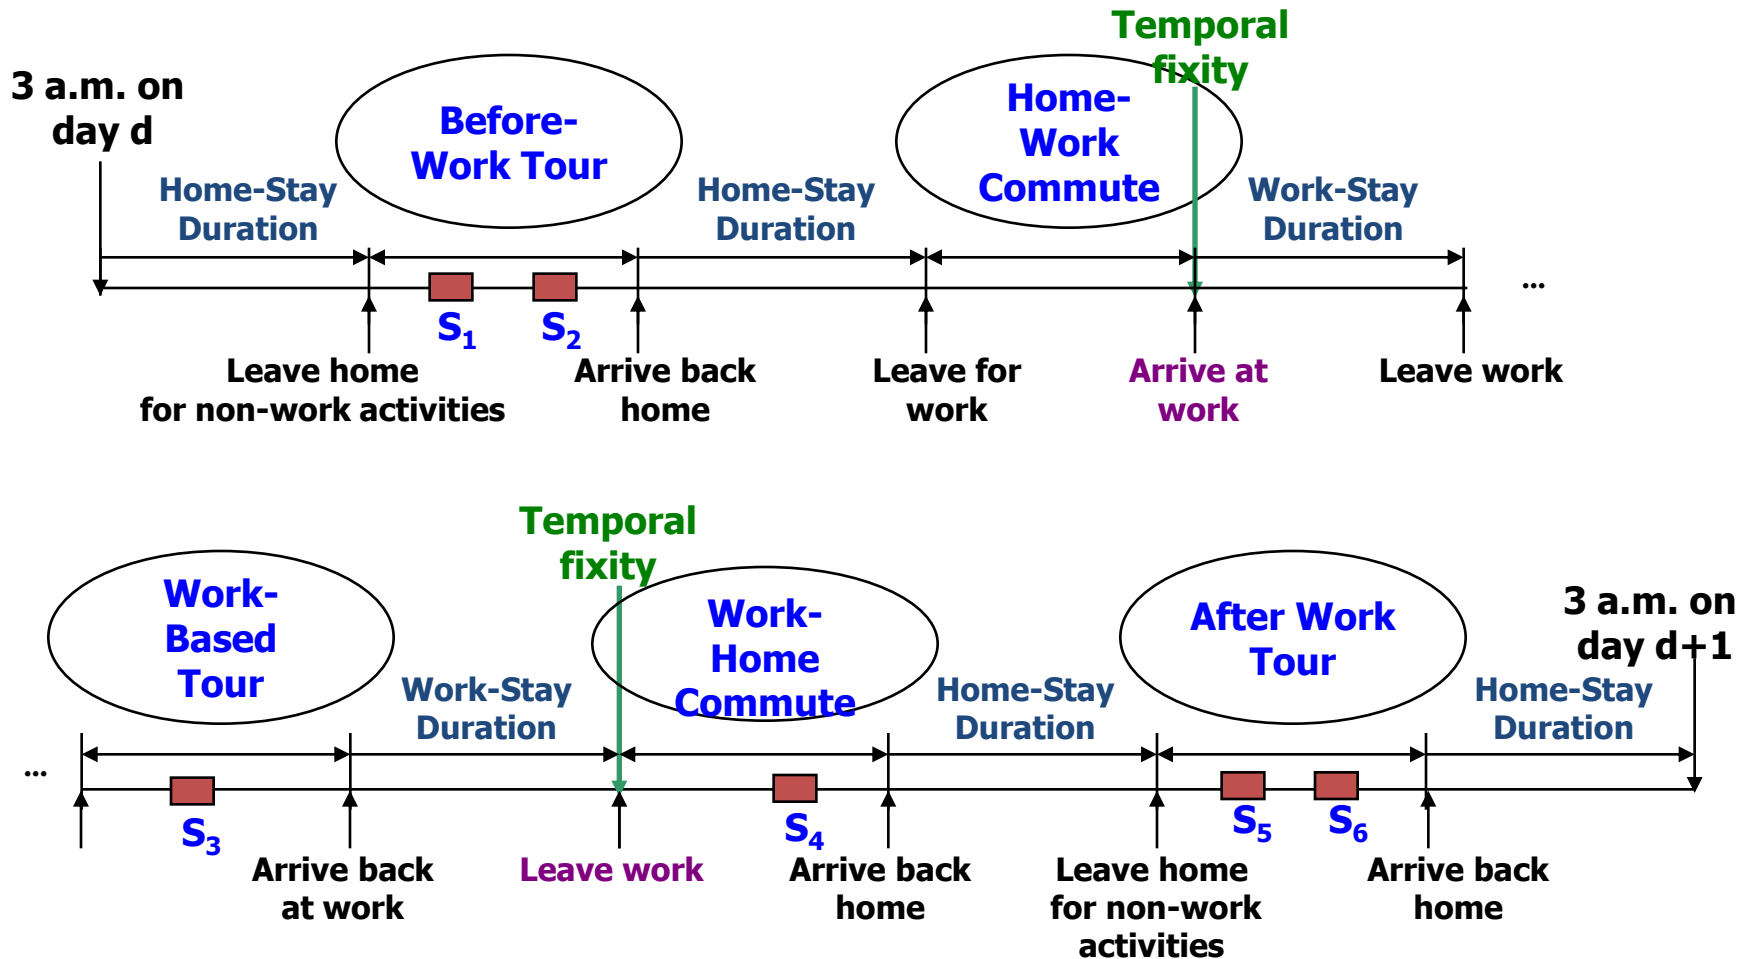 Temporal
fixity
3 a.m. on
day d
Before-
Work Tour
Home-
Work
Commute
Home-Stay
Duration
Home-Stay
Duration
Work-Stay
Duration
...
S1
S2
Leave home
for non-work activities
Arrive back
home
Leave for
work
Arrive at
work
Leave work
Temporal
fixity
Work-
Based
Tour
Work-
Home
Commute
After Work
Tour
3 a.m. on
day d+1
Work-Stay
Duration
Home-Stay
Duration
Home-Stay
Duration
...
S3
S4
S5
S6
Arrive back
at work
Leave work
Arrive back
home
Leave home
for non-work
activities
Arrive back
home